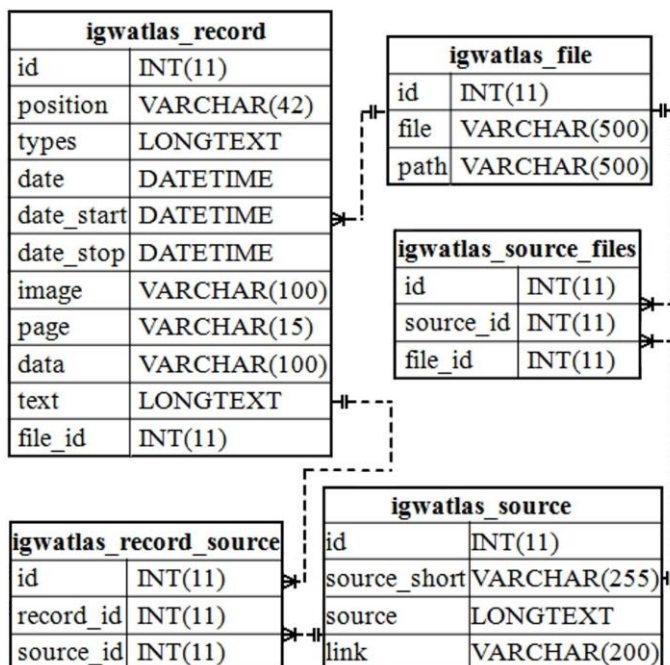 igwatlas_record
id INT(11)
position VARCHAR(42)
types LONGTEXT
date DATETIME
date_start DATETIME
date_stop DATETIME
image VARCHAR(100)
page VARCHAR(15)
data VARCHAR(100)
text LONGTEXT
file_id INT(11)
igwatlas_file
id INT(11)
file VARCHAR(500)
path VARCHAR(500)
igwatlas_source_files
id INT(11)
source_id INT(11)
file_id INT(11)
igwatlas_record_source
id INT(11)
record_id INT(11)
source_id INT(11)
igwatlas_source
id INT(11)
source_short VARCHAR(255)
source LONGTEXT
link VARCHAR(200)